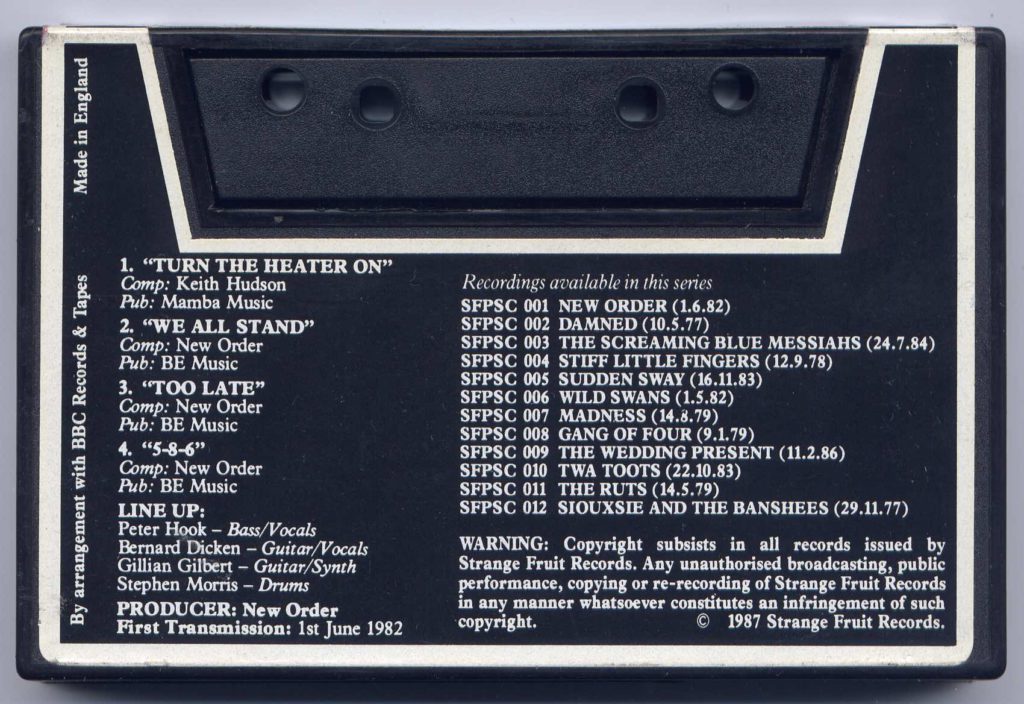 Made in England
By arrangement with BBC Records & Tapes
1. “TURN THE HEATER ON”
Comp: Keith Hudson
Pub: Mamba Music
2. “WE ALL STAND”
Comp: New Order
Pub: BE Music
3. “TOO LATE”
Comp: New Order
Pub: BE Music
4. “5-8-6”
Comp: New Order
Pub: BE Music
LINE UP:
Peter Hook – Bass/Vocals
Bernard Dicken – Guitar/Vocals
Gillian Gilbert – Guitar/Synth
Stephen Morris – Drums
PRODUCER: New Order
First Transmission: 1st June 1982
Recordings available in this series
SFPSC 001 NEW ORDER (1.6.82)
SFPSC 002 DAMNED (10.5.77)
SFPSC 003 THE SCREAMING BLUE MESSIAHS (24.7.84)
SFPSC 004 STIFF LITTLE FINGERS (12.9.78)
SFPSC 005 SUDDEN SWAY (16.11.83)
SFPSC 006 WILD SWANS (1.5.82)
SFPSC 007 MADNESS (14.8.79)
SFPSC 008 GANG OF FOUR (9.1.79)
SFPSC 009 THE WEDDING PRESENT (11.2.86)
SFPSC 010 TWA TOOTS (22.10.83)
SFPSC 011 THE RUTS (14.5.79)
SFPSC 012 SIOUXSIE AND THE BANSHEES (29.11.77)
WARNING: Copyright subsists in all records issued by
Strange Fruit Records. Any unauthorised broadcasting, public
performance, copying or re-recording of Strange Fruit Records
in any manner whatsoever constitutes an infringement of such
copyright. © 1987 Strange Fruit Records.